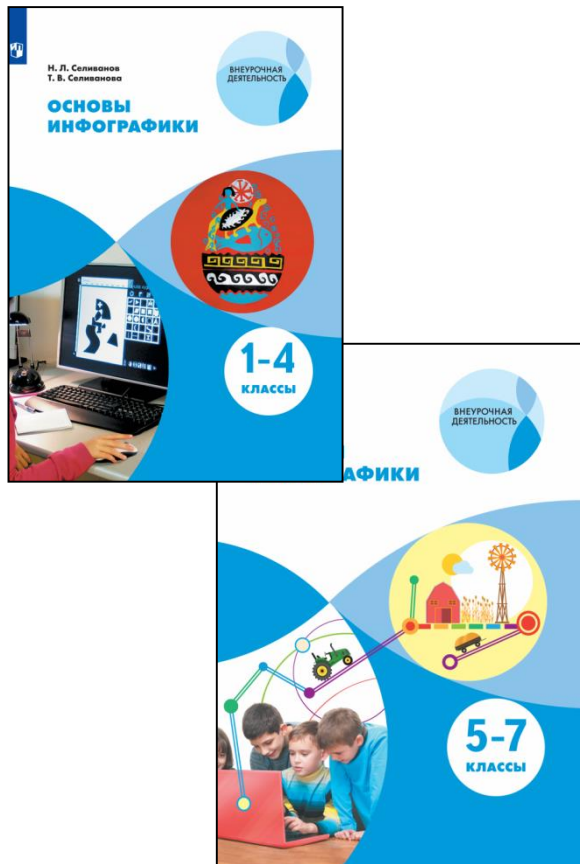 Н. Л. Селиванов
Т. В. Селиванова
ВНЕУРОЧНАЯ
ДЕЯТЕЛЬНОСТЬ
ОСНОВЫ
ИНФОГРАФИКИ
1-4
КЛАССЫ
ВНЕУРОЧНАЯ
ДЕЯТЕЛЬНОСТЬ
АФИКИ
5-7
КЛАССЫ